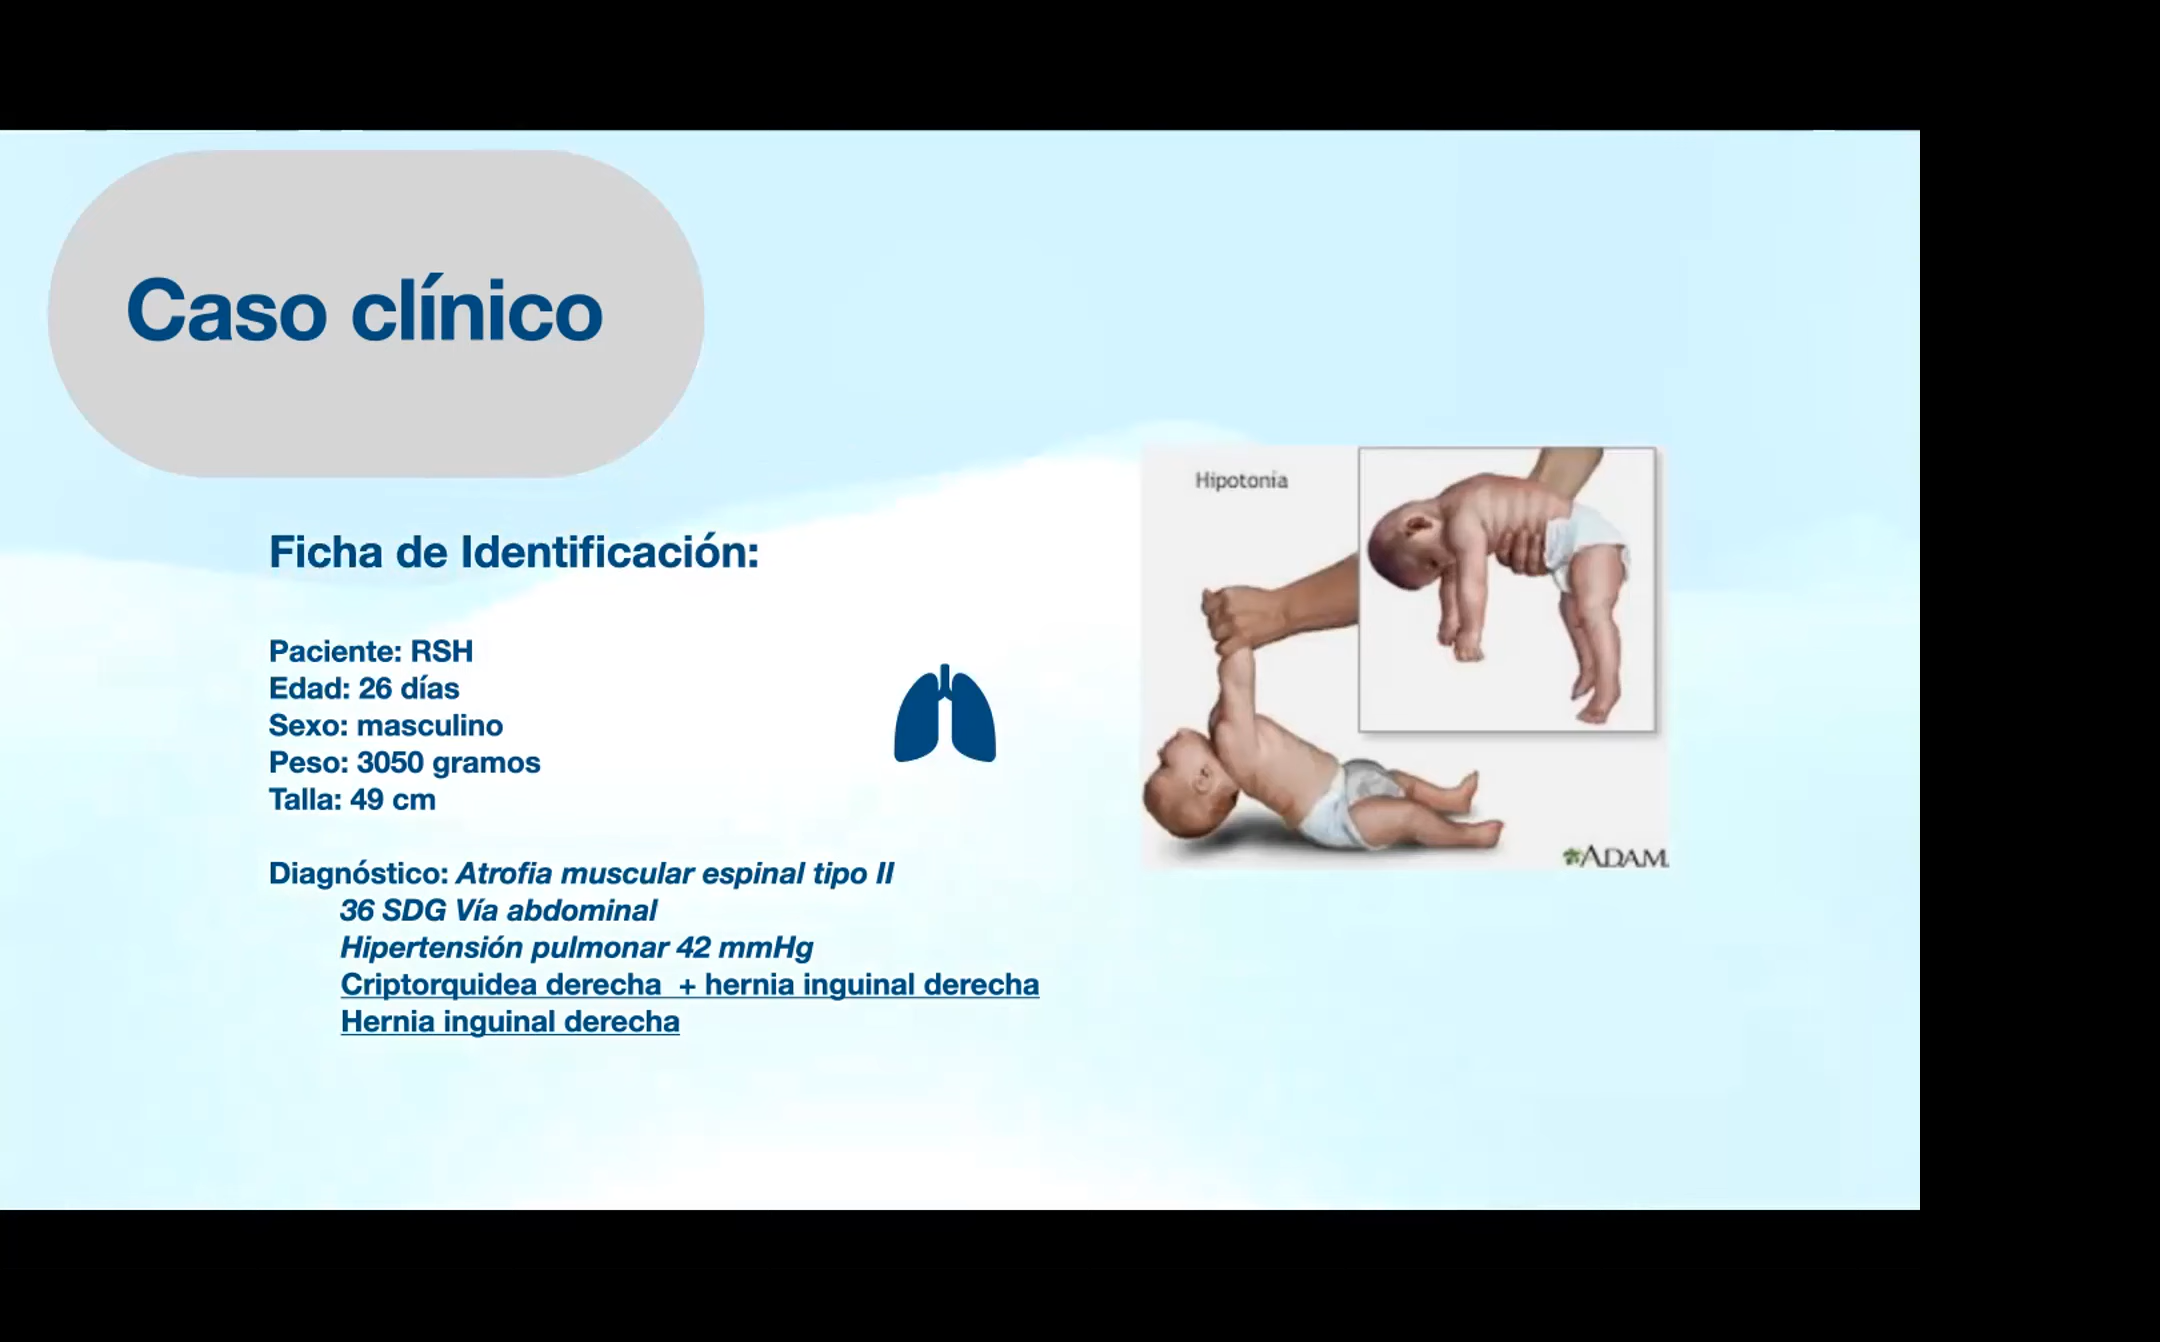 Caso clínico
Ficha de Identificación:
Paciente: RSH
Edad: 26 días
Sexo: masculino
Peso: 3050 gramos
Talla: 49 cm
Diagnóstico: Atrofia muscular espinal tipo II
36 SDG Vía abdominal
Hipertensión pulmonar 42 mmHg
Criptorquidea derecha + hernia inguinal derecha
Hernia inguinal derecha
Hipotonia
ADAM.